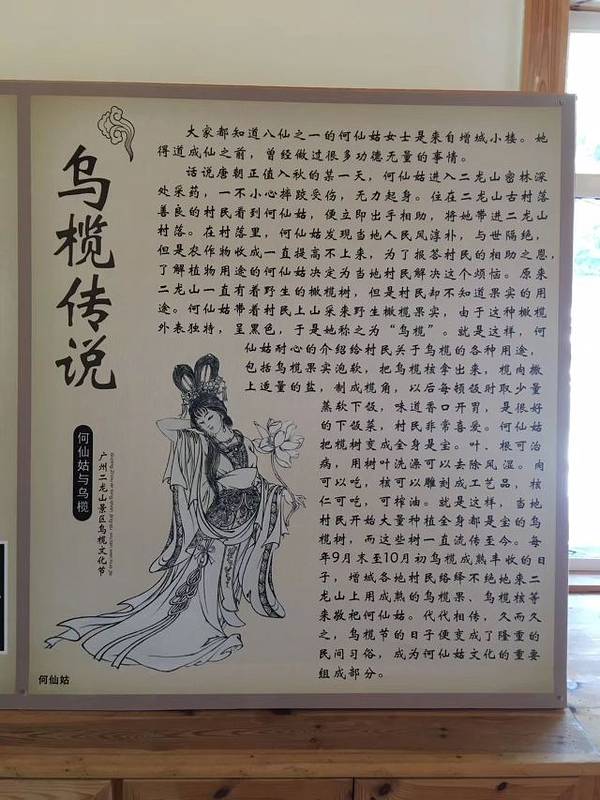 乌榄传说
何仙姑与乌榄
广州二龙山景区乌榄文化节
大家都知道八仙之一的何仙姑女士是来自增城小楼。她
得道成仙之前，曾经做过很多功德无量的事情。
话说唐朝正值入秋的某一天，何仙姑进入二龙山密林深
处采药，一不小心摔跤受伤，无力起身。住在二龙山古村落
善良的村民看到何仙姑，便立即出手相助，将她带进二龙山
村落。在村落里，何仙姑发现当地人民风淳朴，与世隔绝，
但是农作物收成一直提高不上来，为了报答村民的相助之恩，
了解植物用途的何仙姑决定为当地村民解决这个烦恼。原来
二龙山一直有着野生的橄榄树，但是村民却不知道果实的用
途。何仙姑带着村民上山采来野生橄榄果实，由于这种橄榄
外表独特，呈黑色，于是她称之为“乌榄”。就是这样，何
仙姑耐心的介绍给村民关于乌榄的各种用途，
包括乌榄果实泡软，把乌榄核拿出来，榄肉撒
上适量的盐，制成榄角，以后每顿饭时取少量
蒸软下饭，味道香口开胃，是很好
的下饭菜，村民非常喜爱。何仙姑
把榄树变成全身是宝。叶、根可治
病，用树叶洗涤可以去除风湿。肉
可以吃，核可以雕刻成工艺品，核
仁可吃，可榨油。就是这样，当地
村民开始大量种植全身都是宝的乌
榄树，而这些树一直流传至今。每
年9月末至10月初乌榄成熟丰收的日
子，增城各地村民络绎不绝地来二
龙山上用成熟的乌榄果、乌榄核等
来敬祀何仙姑。代代相传，久而久
之，乌榄节的日子便变成了隆重的
民间习俗，成为何仙姑文化的重要
组成部分。
何仙姑